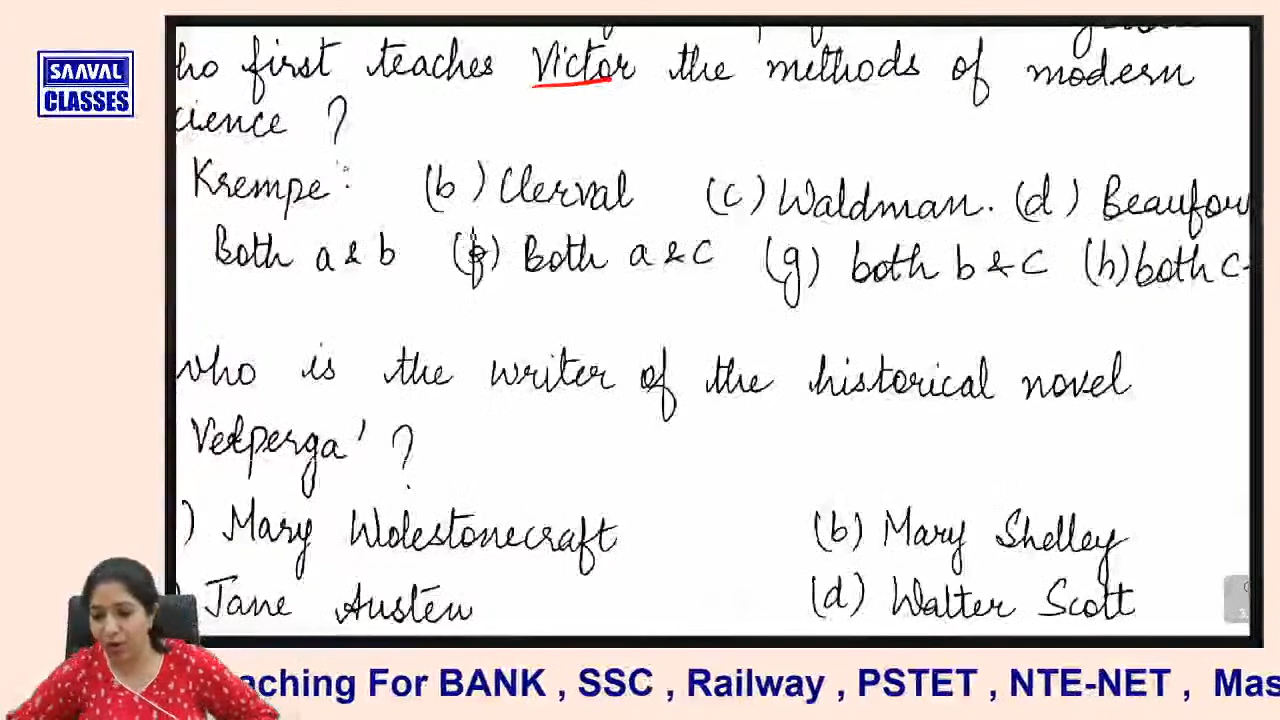 SAAVAL
CLASSES
ho first teaches Victor the methods of modern
cience ?
Krempe (b) Clerval (c) Waldman. (d) Beaufor
Both a & b (f) Both a & c (g) both b & c (h) both c
who is the writer of the historical novel
Velperga' ?
) Mary Wolestonecraft (b) Mary Shelley
) Jane Austen (d) Walter Scott
aching For BANK , SSC , Railway , PSTET , NTE-NET , Mas